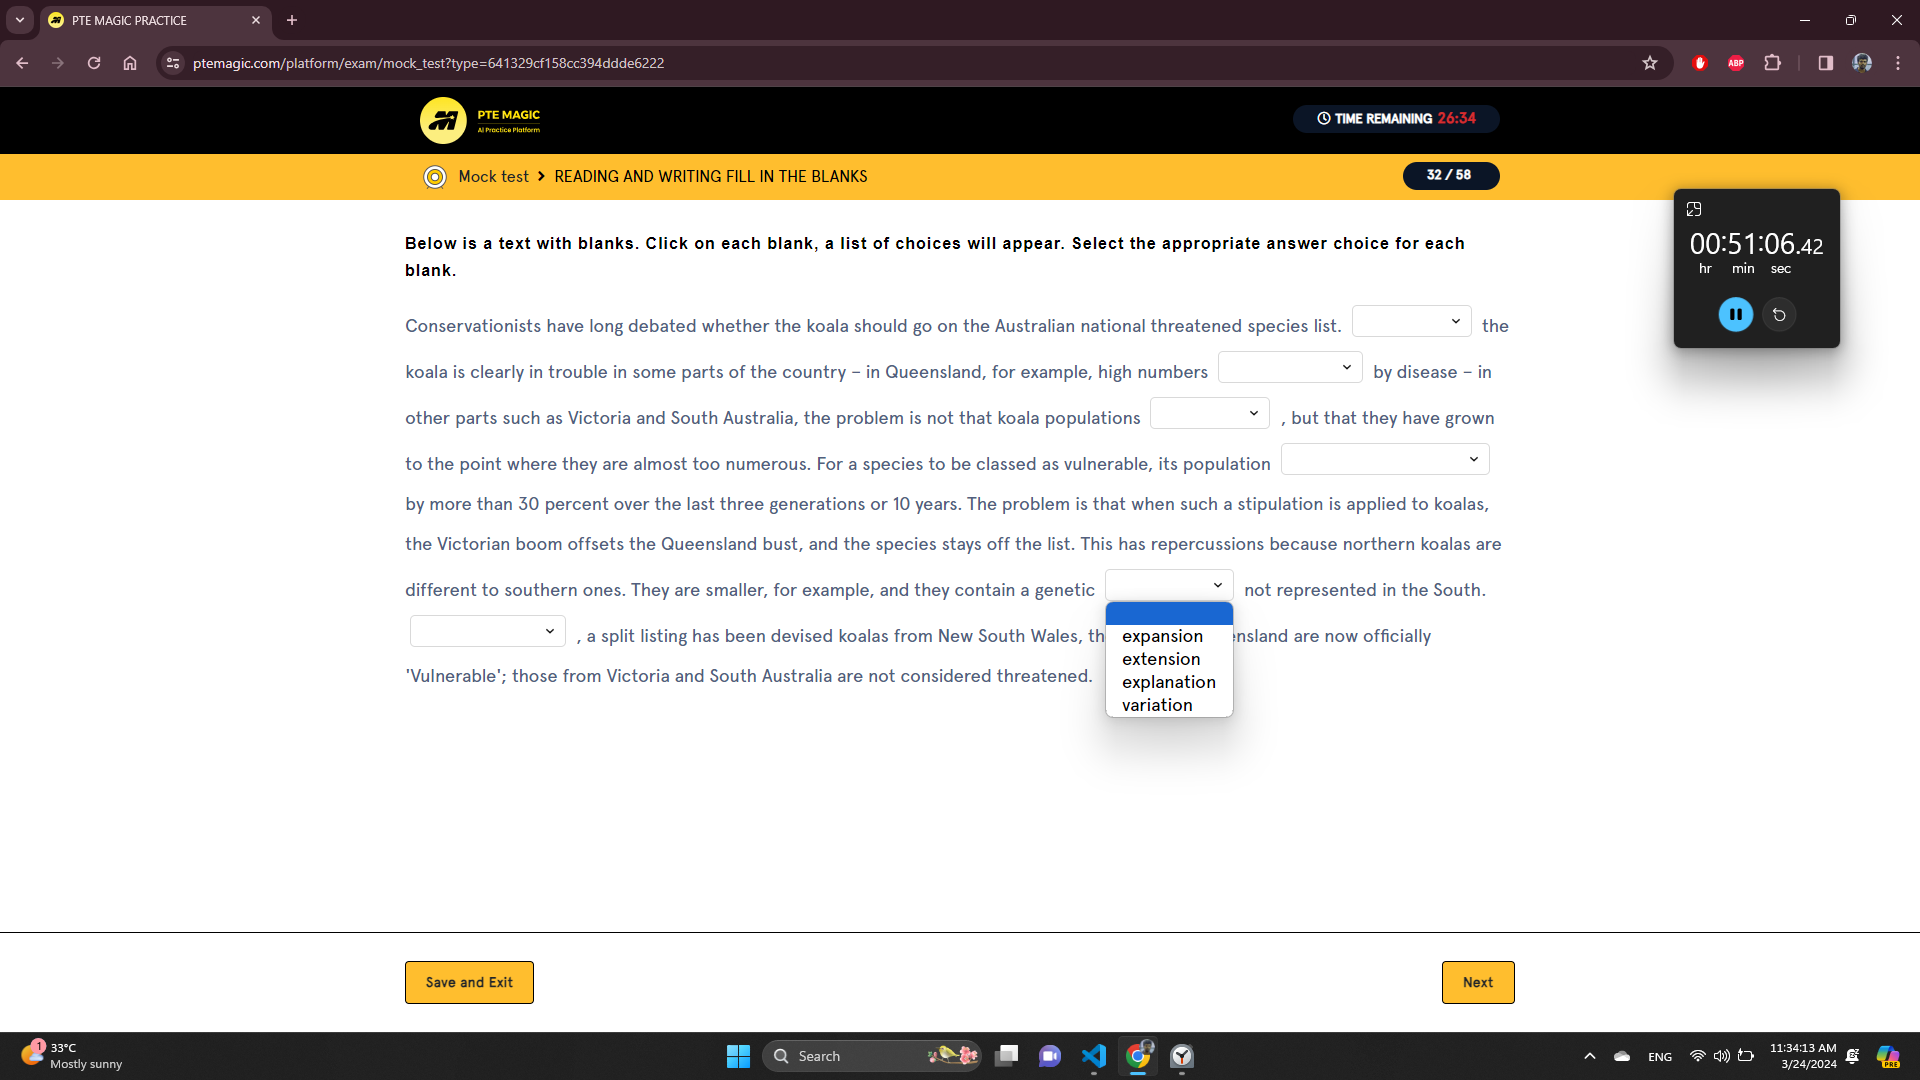 PTE MAGIC PRACTICE
ptemagic.com/platform/exam/mock_test?type=641329cf158cc394ddde6222
ABP
PTE MAGIC
AI Practice Platform
TIME REMAINING 26:34
Mock test > READING AND WRITING FILL IN THE BLANKS
32 / 58
00:51:06.42
hr min sec
Below is a text with blanks. Click on each blank, a list of choices will appear. Select the appropriate answer choice for each
blank.
Conservationists have long debated whether the koala should go on the Australian national threatened species list. the
koala is clearly in trouble in some parts of the country – in Queensland, for example, high numbers by disease – in
other parts such as Victoria and South Australia, the problem is not that koala populations , but that they have grown
to the point where they are almost too numerous. For a species to be classed as vulnerable, its population
by more than 30 percent over the last three generations or 10 years. The problem is that when such a stipulation is applied to koalas,
the Victorian boom offsets the Queensland bust, and the species stays off the list. This has repercussions because northern koalas are
different to southern ones. They are smaller, for example, and they contain a genetic not represented in the South.
, a split listing has been devised koalas from New South Wales, th ensland are now officially
'Vulnerable'; those from Victoria and South Australia are not considered threatened.
expansion
extension
explanation
variation
Save and Exit
Next
1
33°C
Mostly sunny
Search
ENG
11:34:13 AM
3/24/2024
PRE